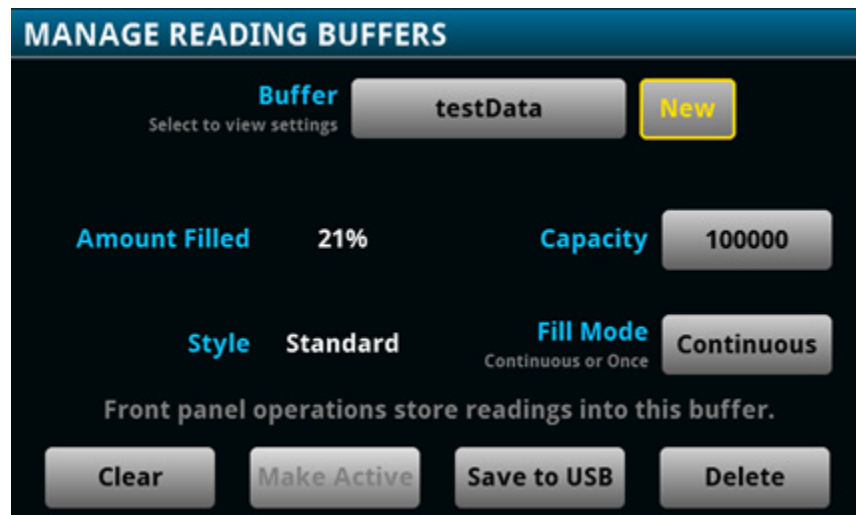 MANAGE READING BUFFERS
Buffer testData New
Select to view settings
Amount Filled 21% Capacity 100000
Style Standard Fill Mode Continuous
Continuous or Once
Front panel operations store readings into this buffer.
Clear Make Active Save to USB Delete